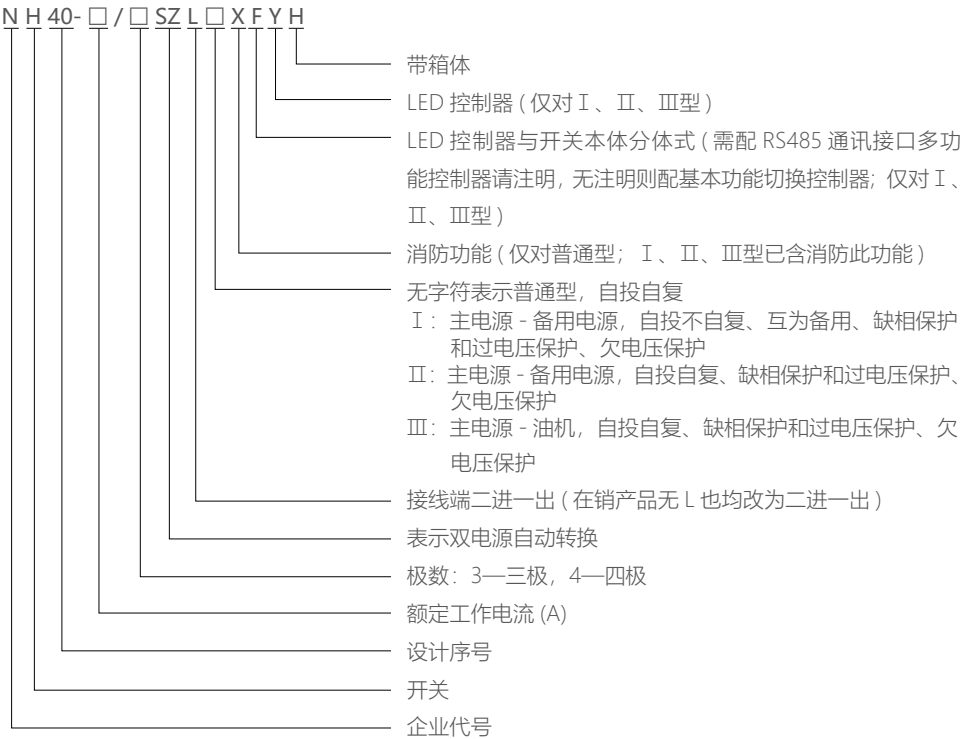 N H 40- □ / □ SZ L □ X F Y H
带箱体
LED 控制器 ( 仅对Ⅰ、Ⅱ、Ⅲ型 )
LED 控制器与开关本体分体式 ( 需配 RS485 通讯接口多功
能控制器请注明, 无注明则配基本功能切换控制器; 仅对Ⅰ、
Ⅱ、Ⅲ型 )
消防功能 ( 仅对普通型; Ⅰ、Ⅱ、Ⅲ型已含消防此功能 )
无字符表示普通型, 自投自复
Ⅰ: 主电源 - 备用电源, 自投不自复、互为备用、缺相保护
和过电压保护、欠电压保护
Ⅱ: 主电源 - 备用电源, 自投自复、缺相保护和过电压保护、
欠电压保护
Ⅲ: 主电源 - 油机, 自投自复、缺相保护和过电压保护、欠
电压保护
接线端二进一出 ( 在销产品无 L 也均改为二进一出 )
表示双电源自动转换
极数: 3—三极, 4—四极
额定工作电流 (A)
设计序号
开关
企业代号